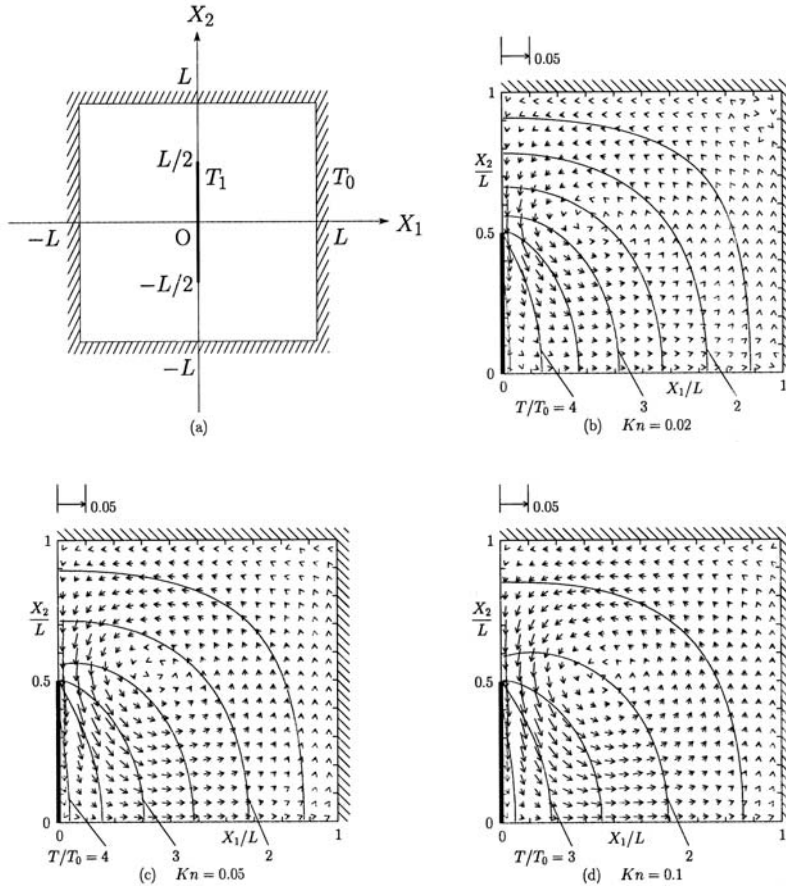 X₂
L
L/2
T₁
T₀
−L
O
L
X₁
−L/2
−L
(a)
0.05
1
X₂/L
0.5
0
0
X₁/L
1
T/T₀ = 4
3
2
(b) Kn = 0.02
0.05
1
X₂/L
0.5
0
0
X₁/L
1
T/T₀ = 4
3
2
(c) Kn = 0.05
0.05
1
X₂/L
0.5
0
0
X₁/L
1
T/T₀ = 3
2
(d) Kn = 0.1